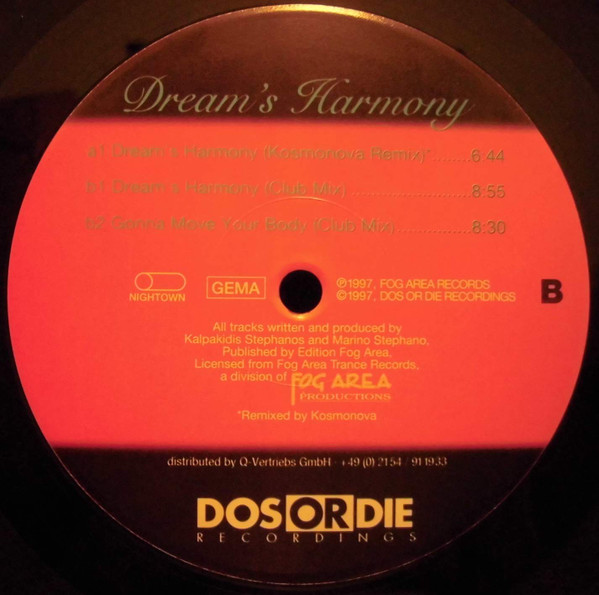 Dream's Harmony
a1 Dream's Harmony (Kosmonova Remix)*.......6:44
b1 Dream's Harmony (Club Mix) ......................8:55
b2 Gonna Move Your Body (Club Mix).............8:30
NIGHTOWN
GEMA
℗1997, FOG AREA RECORDS
©1997, DOS OR DIE RECORDINGS
B
All tracks written and produced by
Kalpakidis Stephanos and Marino Stephano,
Published by Edition Fog Area,
Licensed from Fog Area Trance Records,
a division of FOG AREA
PRODUCTIONS
*Remixed by Kosmonova
distributed by Q-Vertriebs GmbH · +49 (0) 2154 / 911933
DOS OR DIE
RECORDINGS